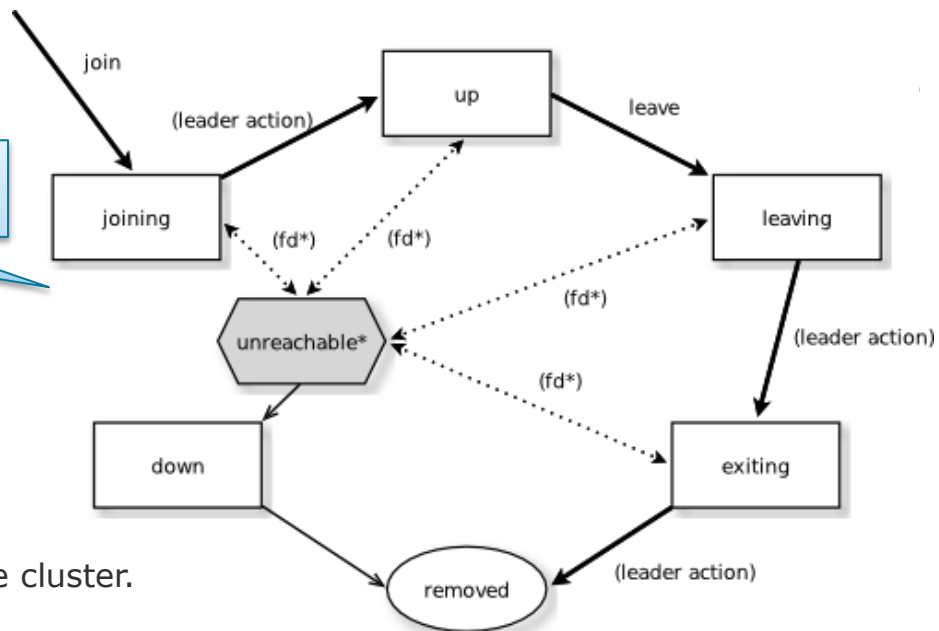 join
up
(leader action)
leave
joining
(fd*)
(fd*)
leaving
(fd*)
unreachable*
(leader action)
(fd*)
down
exiting
e cluster.
removed
(leader action)